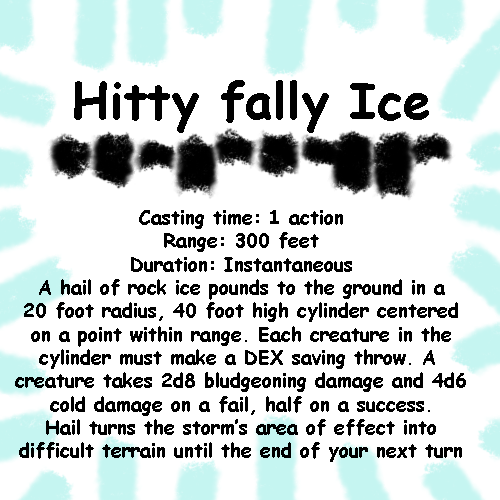 Hitty fally Ice
Casting time: 1 action
Range: 300 feet
Duration: Instantaneous
A hail of rock ice pounds to the ground in a
20 foot radius, 40 foot high cylinder centered
on a point within range. Each creature in the
cylinder must make a DEX saving throw. A
creature takes 2d8 bludgeoning damage and 4d6
cold damage on a fail, half on a success.
Hail turns the storm's area of effect into
difficult terrain until the end of your next turn